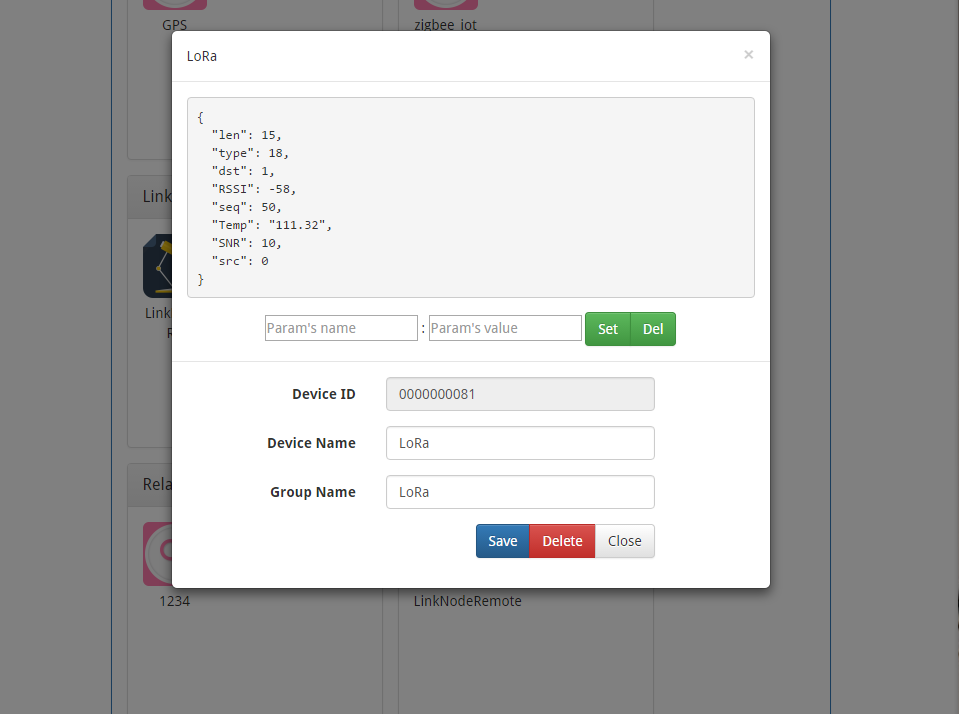 GPS
zigbee_iot
LoRa
×
{
"len": 15,
"type": 18,
"dst": 1,
"RSSI": -58,
"seq": 50,
"Temp": "111.32",
"SNR": 10,
"src": 0
}
Param's name : Param's value Set Del
Device ID 0000000081
Device Name LoRa
Group Name LoRa
Save Delete Close
Link
Link
R
Rela
1234
LinkNodeRemote